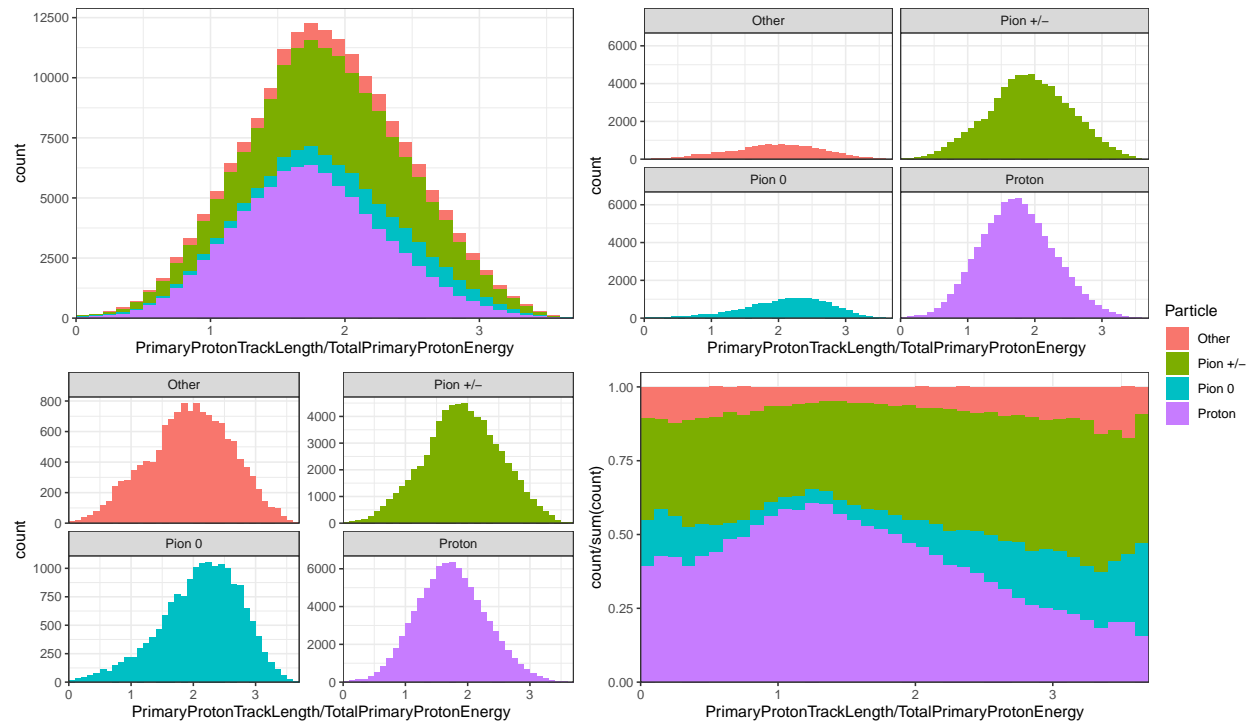 12500
10000
7500
5000
2500
0
count
1
2
3
PrimaryProtonTrackLength/TotalPrimaryProtonEnergy
Other
Pion +/−
6000
4000
2000
0
Pion 0
Proton
6000
4000
2000
0
count
0
1
2
3
0
1
2
3
PrimaryProtonTrackLength/TotalPrimaryProtonEnergy
Particle
Other
Pion +/−
Pion 0
Proton
Other
Pion +/−
800
600
400
200
0
4000
3000
2000
1000
0
Pion 0
Proton
1000
750
500
250
0
6000
4000
2000
0
count
0
1
2
3
0
1
2
3
PrimaryProtonTrackLength/TotalPrimaryProtonEnergy
1.00
0.75
0.50
0.25
0.00
count/sum(count)
0
1
2
3
PrimaryProtonTrackLength/TotalPrimaryProtonEnergy